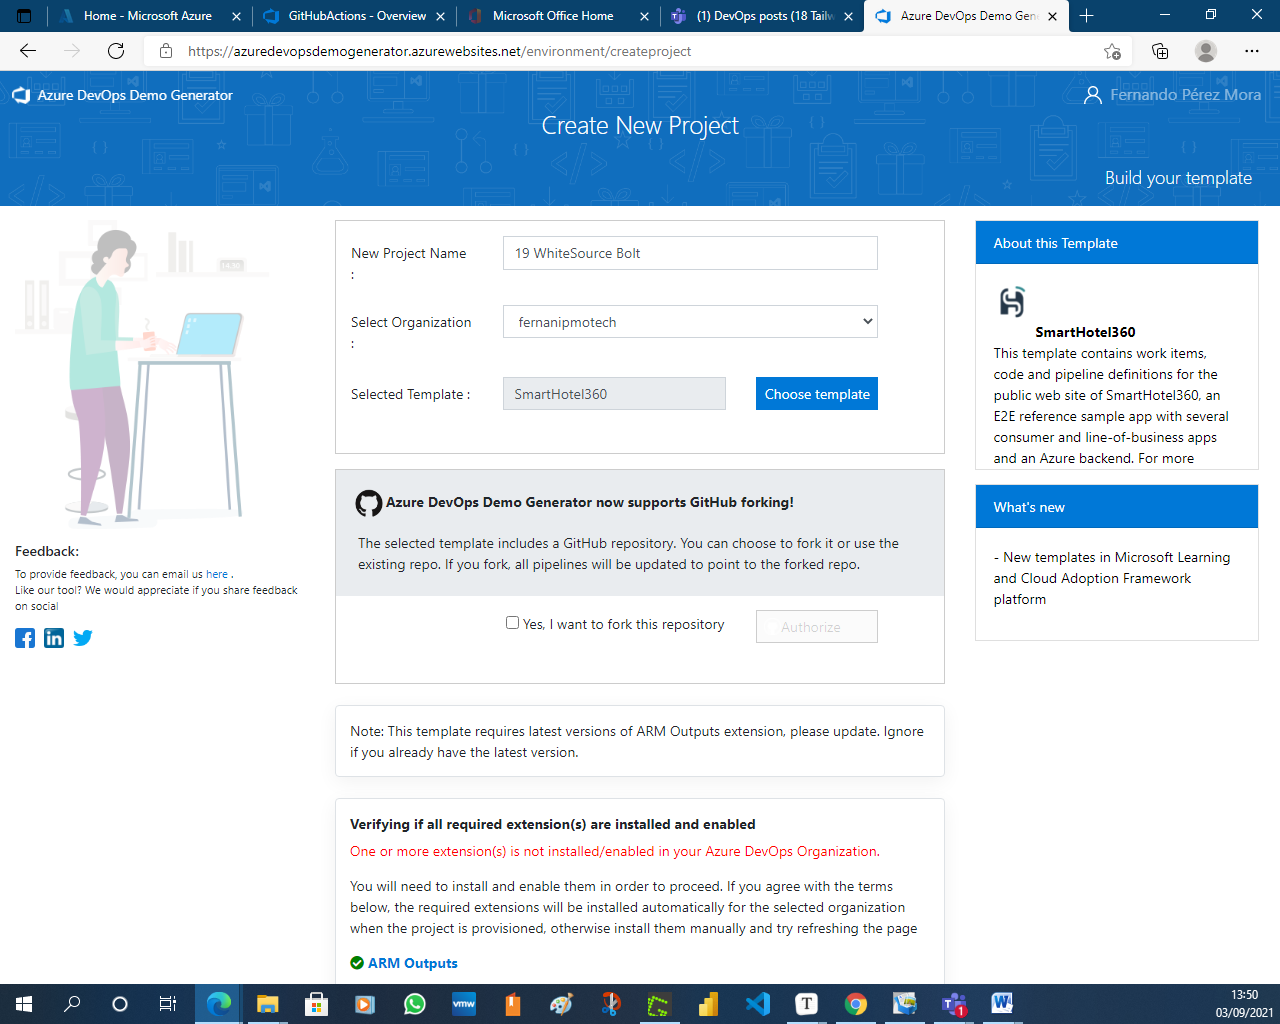 Home - Microsoft Azure
GitHubActions - Overview
Microsoft Office Home
(1) DevOps posts (18 Tailw
Azure DevOps Demo Gen
https://azuredevopsdemogenerator.azurewebsites.net/environment/createproject
Azure DevOps Demo Generator
Fernando Pérez Mora
Create New Project
Build your template
New Project Name
:
19 WhiteSource Bolt
Select Organization
:
fernanipmotech
Selected Template :
SmartHotel360
Choose template
Azure DevOps Demo Generator now supports GitHub forking!
The selected template includes a GitHub repository. You can choose to fork it or use the
existing repo. If you fork, all pipelines will be updated to point to the forked repo.
Yes, I want to fork this repository
Authorize
Note: This template requires latest versions of ARM Outputs extension, please update. Ignore
if you already have the latest version.
Verifying if all required extension(s) are installed and enabled
One or more extension(s) is not installed/enabled in your Azure DevOps Organization.
You will need to install and enable them in order to proceed. If you agree with the terms
below, the required extensions will be installed automatically for the selected organization
when the project is provisioned, otherwise install them manually and try refreshing the page
ARM Outputs
Feedback:
To provide feedback, you can email us here .
Like our tool? We would appreciate if you share feedback
on social
About this Template
SmartHotel360
This template contains work items,
code and pipeline definitions for the
public web site of SmartHotel360, an
E2E reference sample app with several
consumer and line-of-business apps
and an Azure backend. For more
What's new
- New templates in Microsoft Learning
and Cloud Adoption Framework
platform
vmw
T
1
13:50
03/09/2021